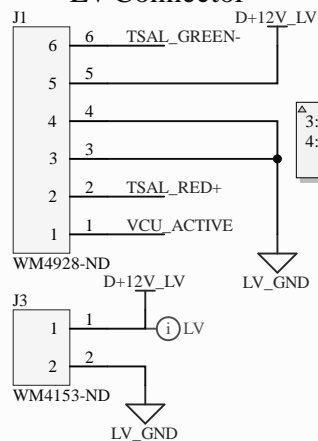 LV Connector
J1
D+12V_LV
6 6 TSAL_GREEN-
5 5
4 4
3 3
2 2 TSAL_RED+
1 1 VCU_ACTIVE
WM4928-ND
3:
4:
LV_GND
J3
D+12V_LV
1 1 i LV
2 2
WM4153-ND
LV_GND